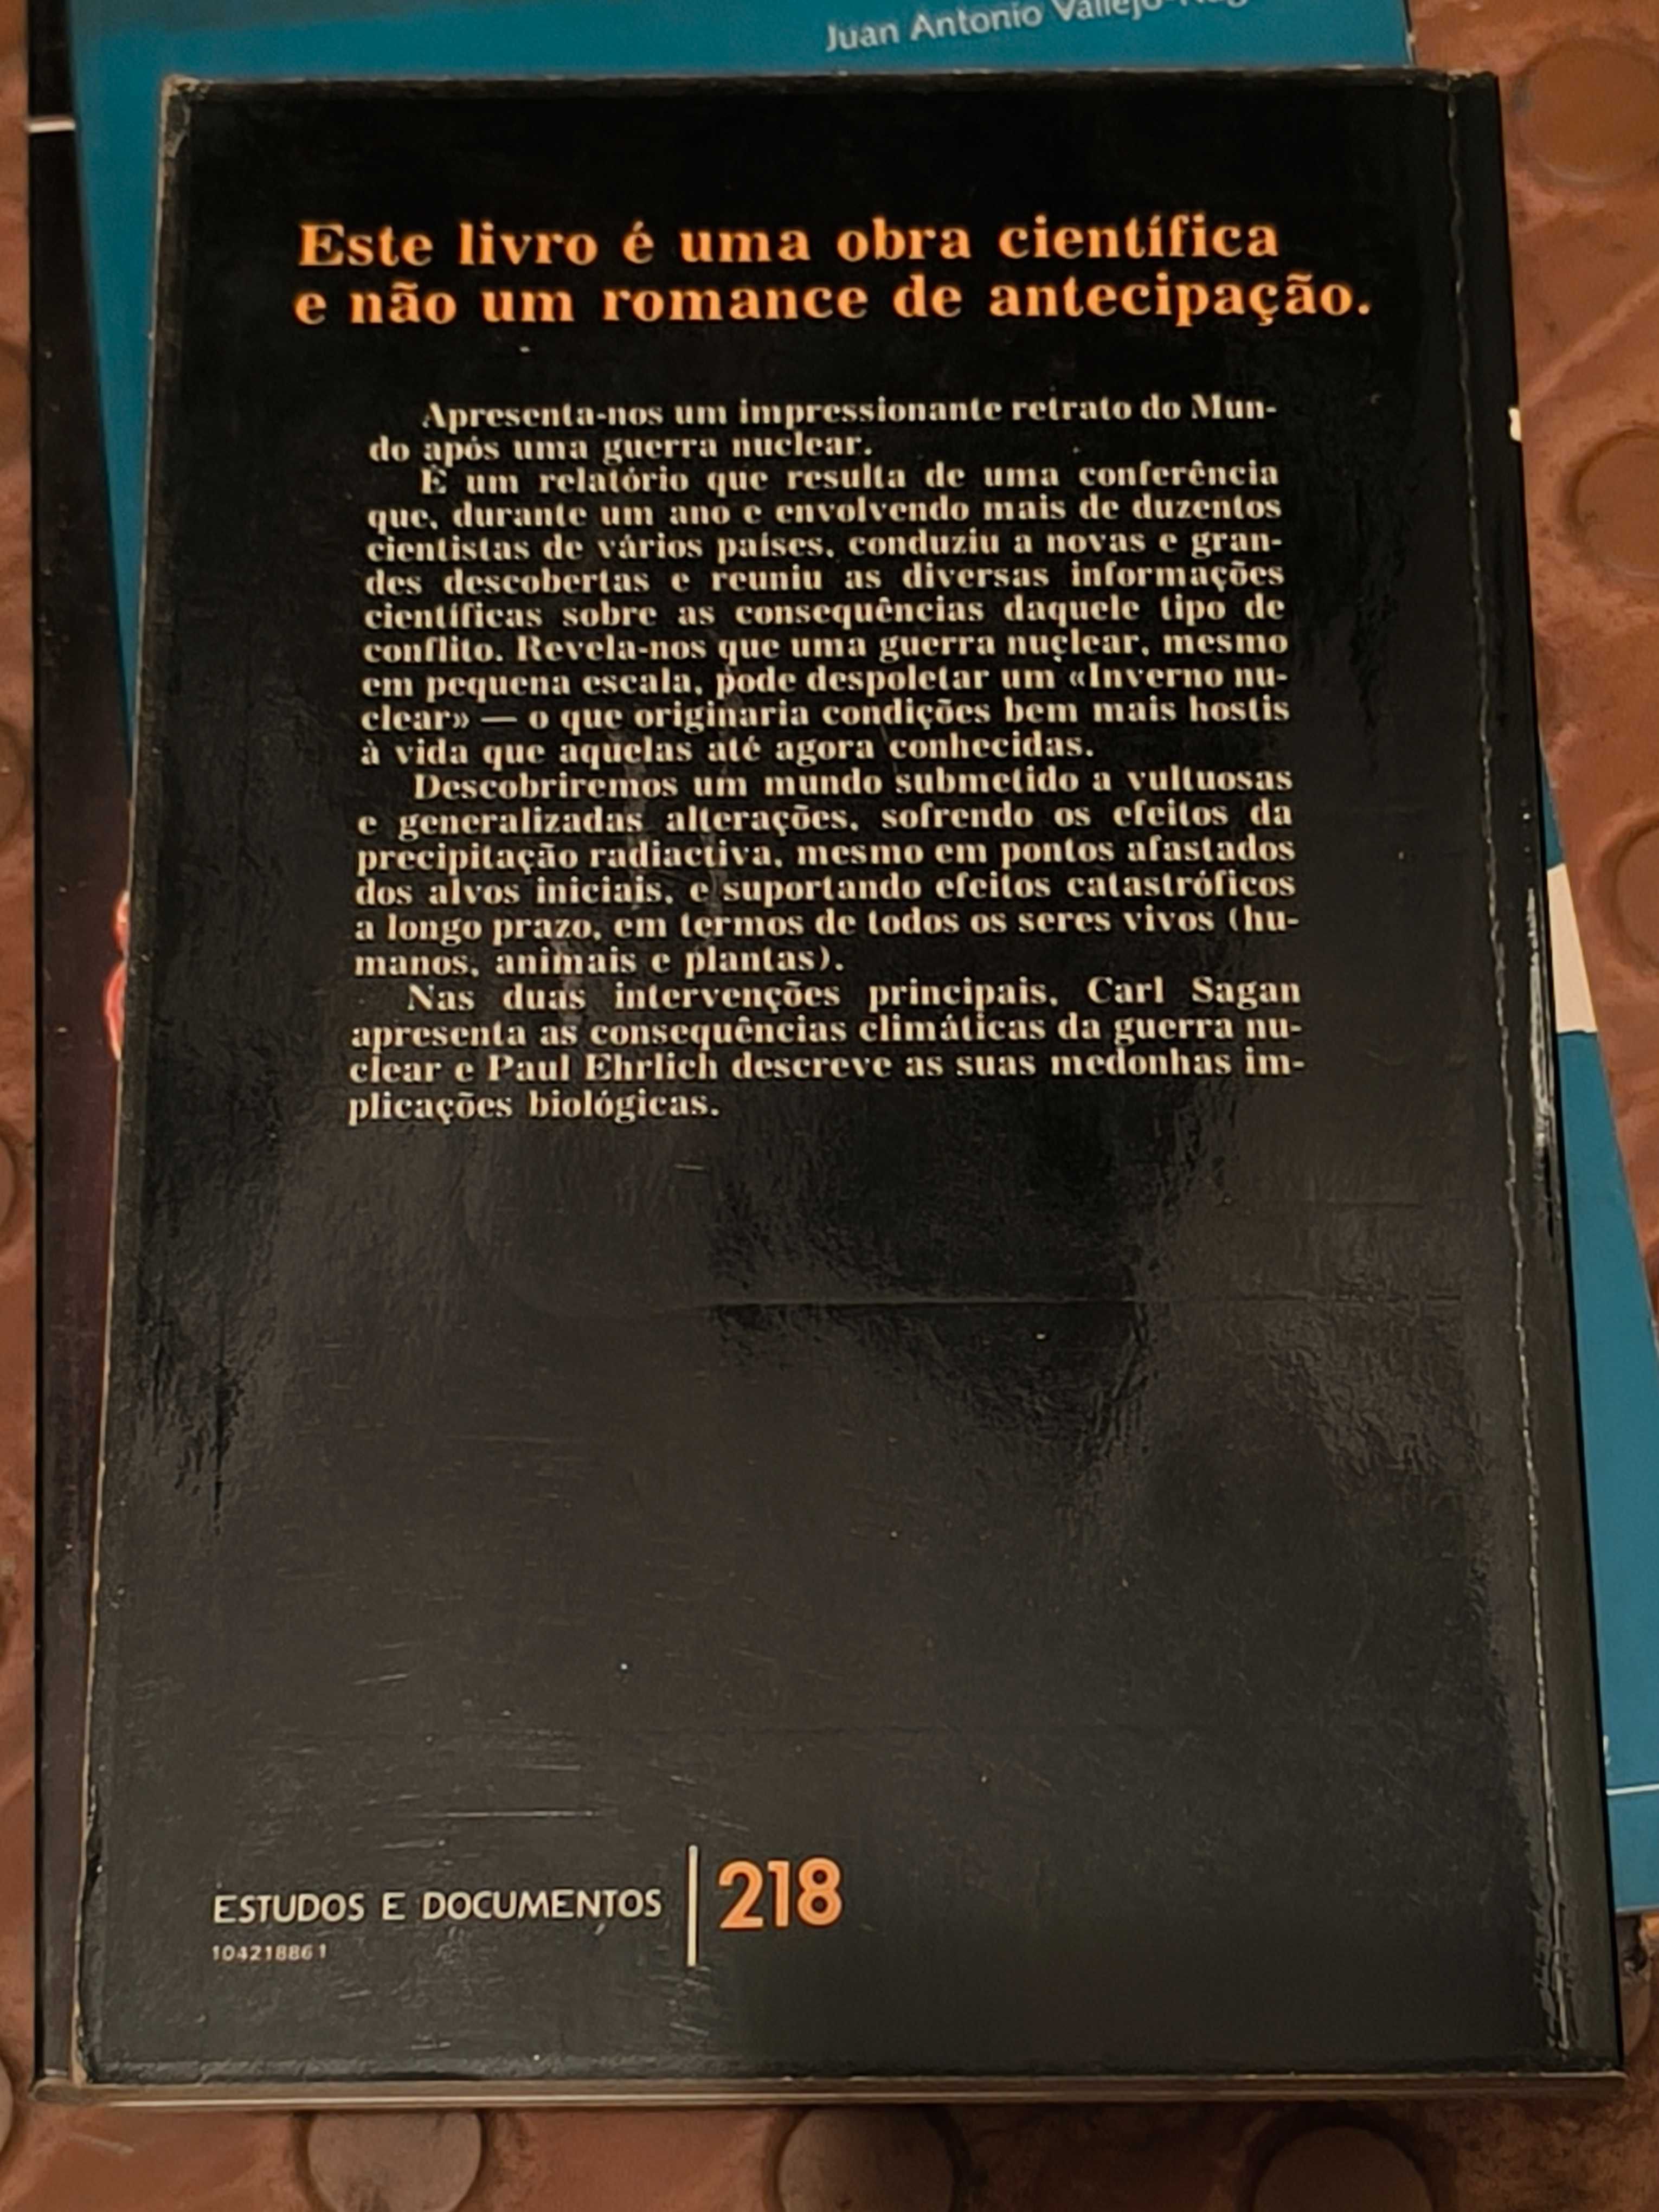 Juan Antonio
Este livro é uma obra científica
e não um romance de antecipação.
Apresenta-nos um impressionante retrato do Mun-
do após uma guerra nuclear.
É um relatório que resulta de uma conferência
que, durante um ano e envolvendo mais de duzentos
cientistas de vários países, conduziu a novas e gran-
des descobertas e reuniu as diversas informações
científicas sobre as consequências daquele tipo de
conflito. Revela-nos que uma guerra nuclear, mesmo
em pequena escala, pode despoletar um «Inverno nu-
clear» — o que originaria condições bem mais hostis
à vida que aquelas até agora conhecidas.
Descobriremos um mundo submetido a vultuosas
e generalizadas alterações, sofrendo os efeitos da
precipitação radiactiva, mesmo em pontos afastados
dos alvos iniciais, e suportando efeitos catastróficos
a longo prazo, em termos de todos os seres vivos (hu-
manos, animais e plantas).
Nas duas intervenções principais, Carl Sagan
apresenta as consequências climáticas da guerra nu-
clear e Paul Ehrlich descreve as suas medonhas im-
plicações biológicas.
ESTUDOS E DOCUMENTOS | 218
104218861